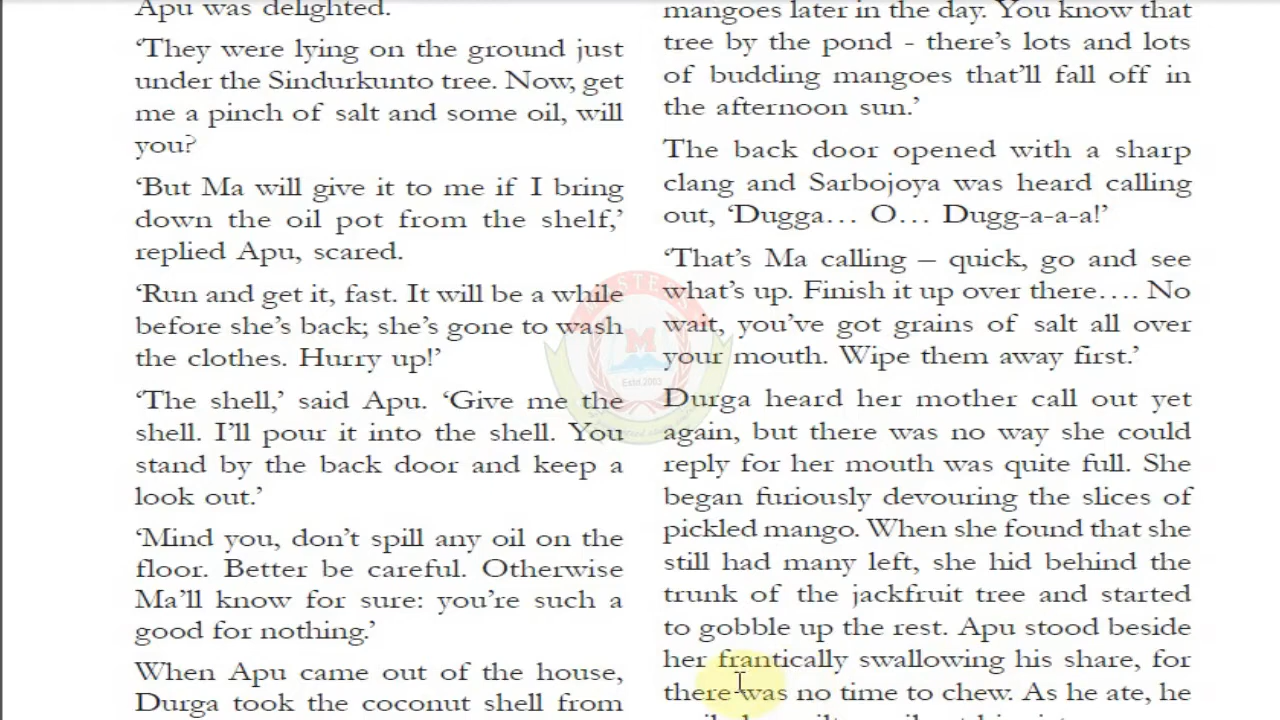 Apu was delighted.
‘They were lying on the ground just
under the Sindurkunto tree. Now, get
me a pinch of salt and some oil, will
you?
‘But Ma will give it to me if I bring
down the oil pot from the shelf,’
replied Apu, scared.
‘Run and get it, fast. It will be a while
before she’s back; she’s gone to wash
the clothes. Hurry up!’
‘The shell,’ said Apu. ‘Give me the
shell. I’ll pour it into the shell. You
stand by the back door and keep a
look out.’
‘Mind you, don’t spill any oil on the
floor. Better be careful. Otherwise
Ma’ll know for sure: you’re such a
good for nothing.’
When Apu came out of the house,
Durga took the coconut shell from
mangoes later in the day. You know that
tree by the pond - there’s lots and lots
of budding mangoes that’ll fall off in
the afternoon sun.’
The back door opened with a sharp
clang and Sarbojoya was heard calling
out, ‘Dugga… O… Dugg-a-a-a!’
‘That’s Ma calling – quick, go and see
what’s up. Finish it up over there…. No
wait, you’ve got grains of salt all over
your mouth. Wipe them away first.’
Durga heard her mother call out yet
again, but there was no way she could
reply for her mouth was quite full. She
began furiously devouring the slices of
pickled mango. When she found that she
still had many left, she hid behind the
trunk of the jackfruit tree and started
to gobble up the rest. Apu stood beside
her frantically swallowing his share, for
there was no time to chew. As he ate, he
M
Estd.2003